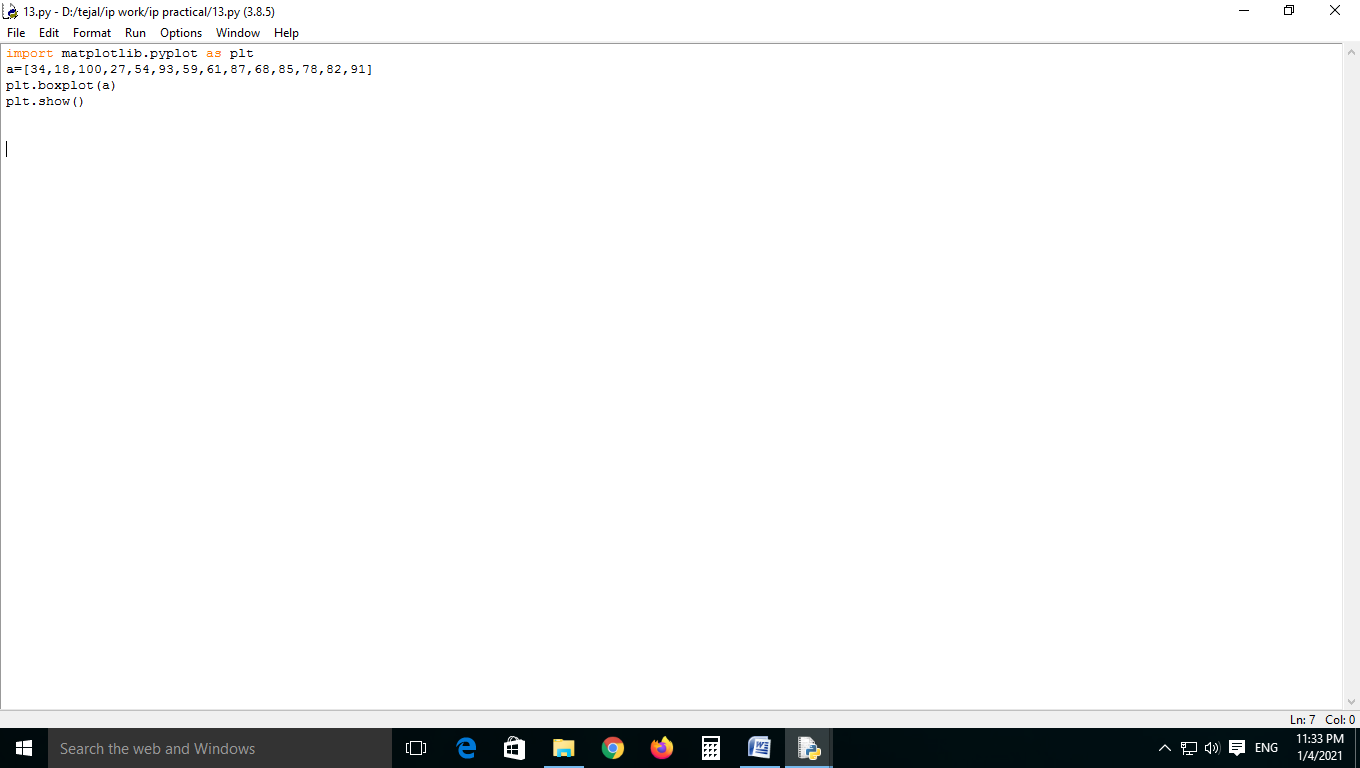 13.py - D:/tejal/ip work/ip practical/13.py (3.8.5)
File Edit Format Run Options Window Help
import matplotlib.pyplot as plt
a=[34,18,100,27,54,93,59,61,87,68,85,78,82,91]
plt.boxplot(a)
plt.show()
Ln: 7 Col: 0
Search the web and Windows
ENG
11:33 PM
1/4/2021